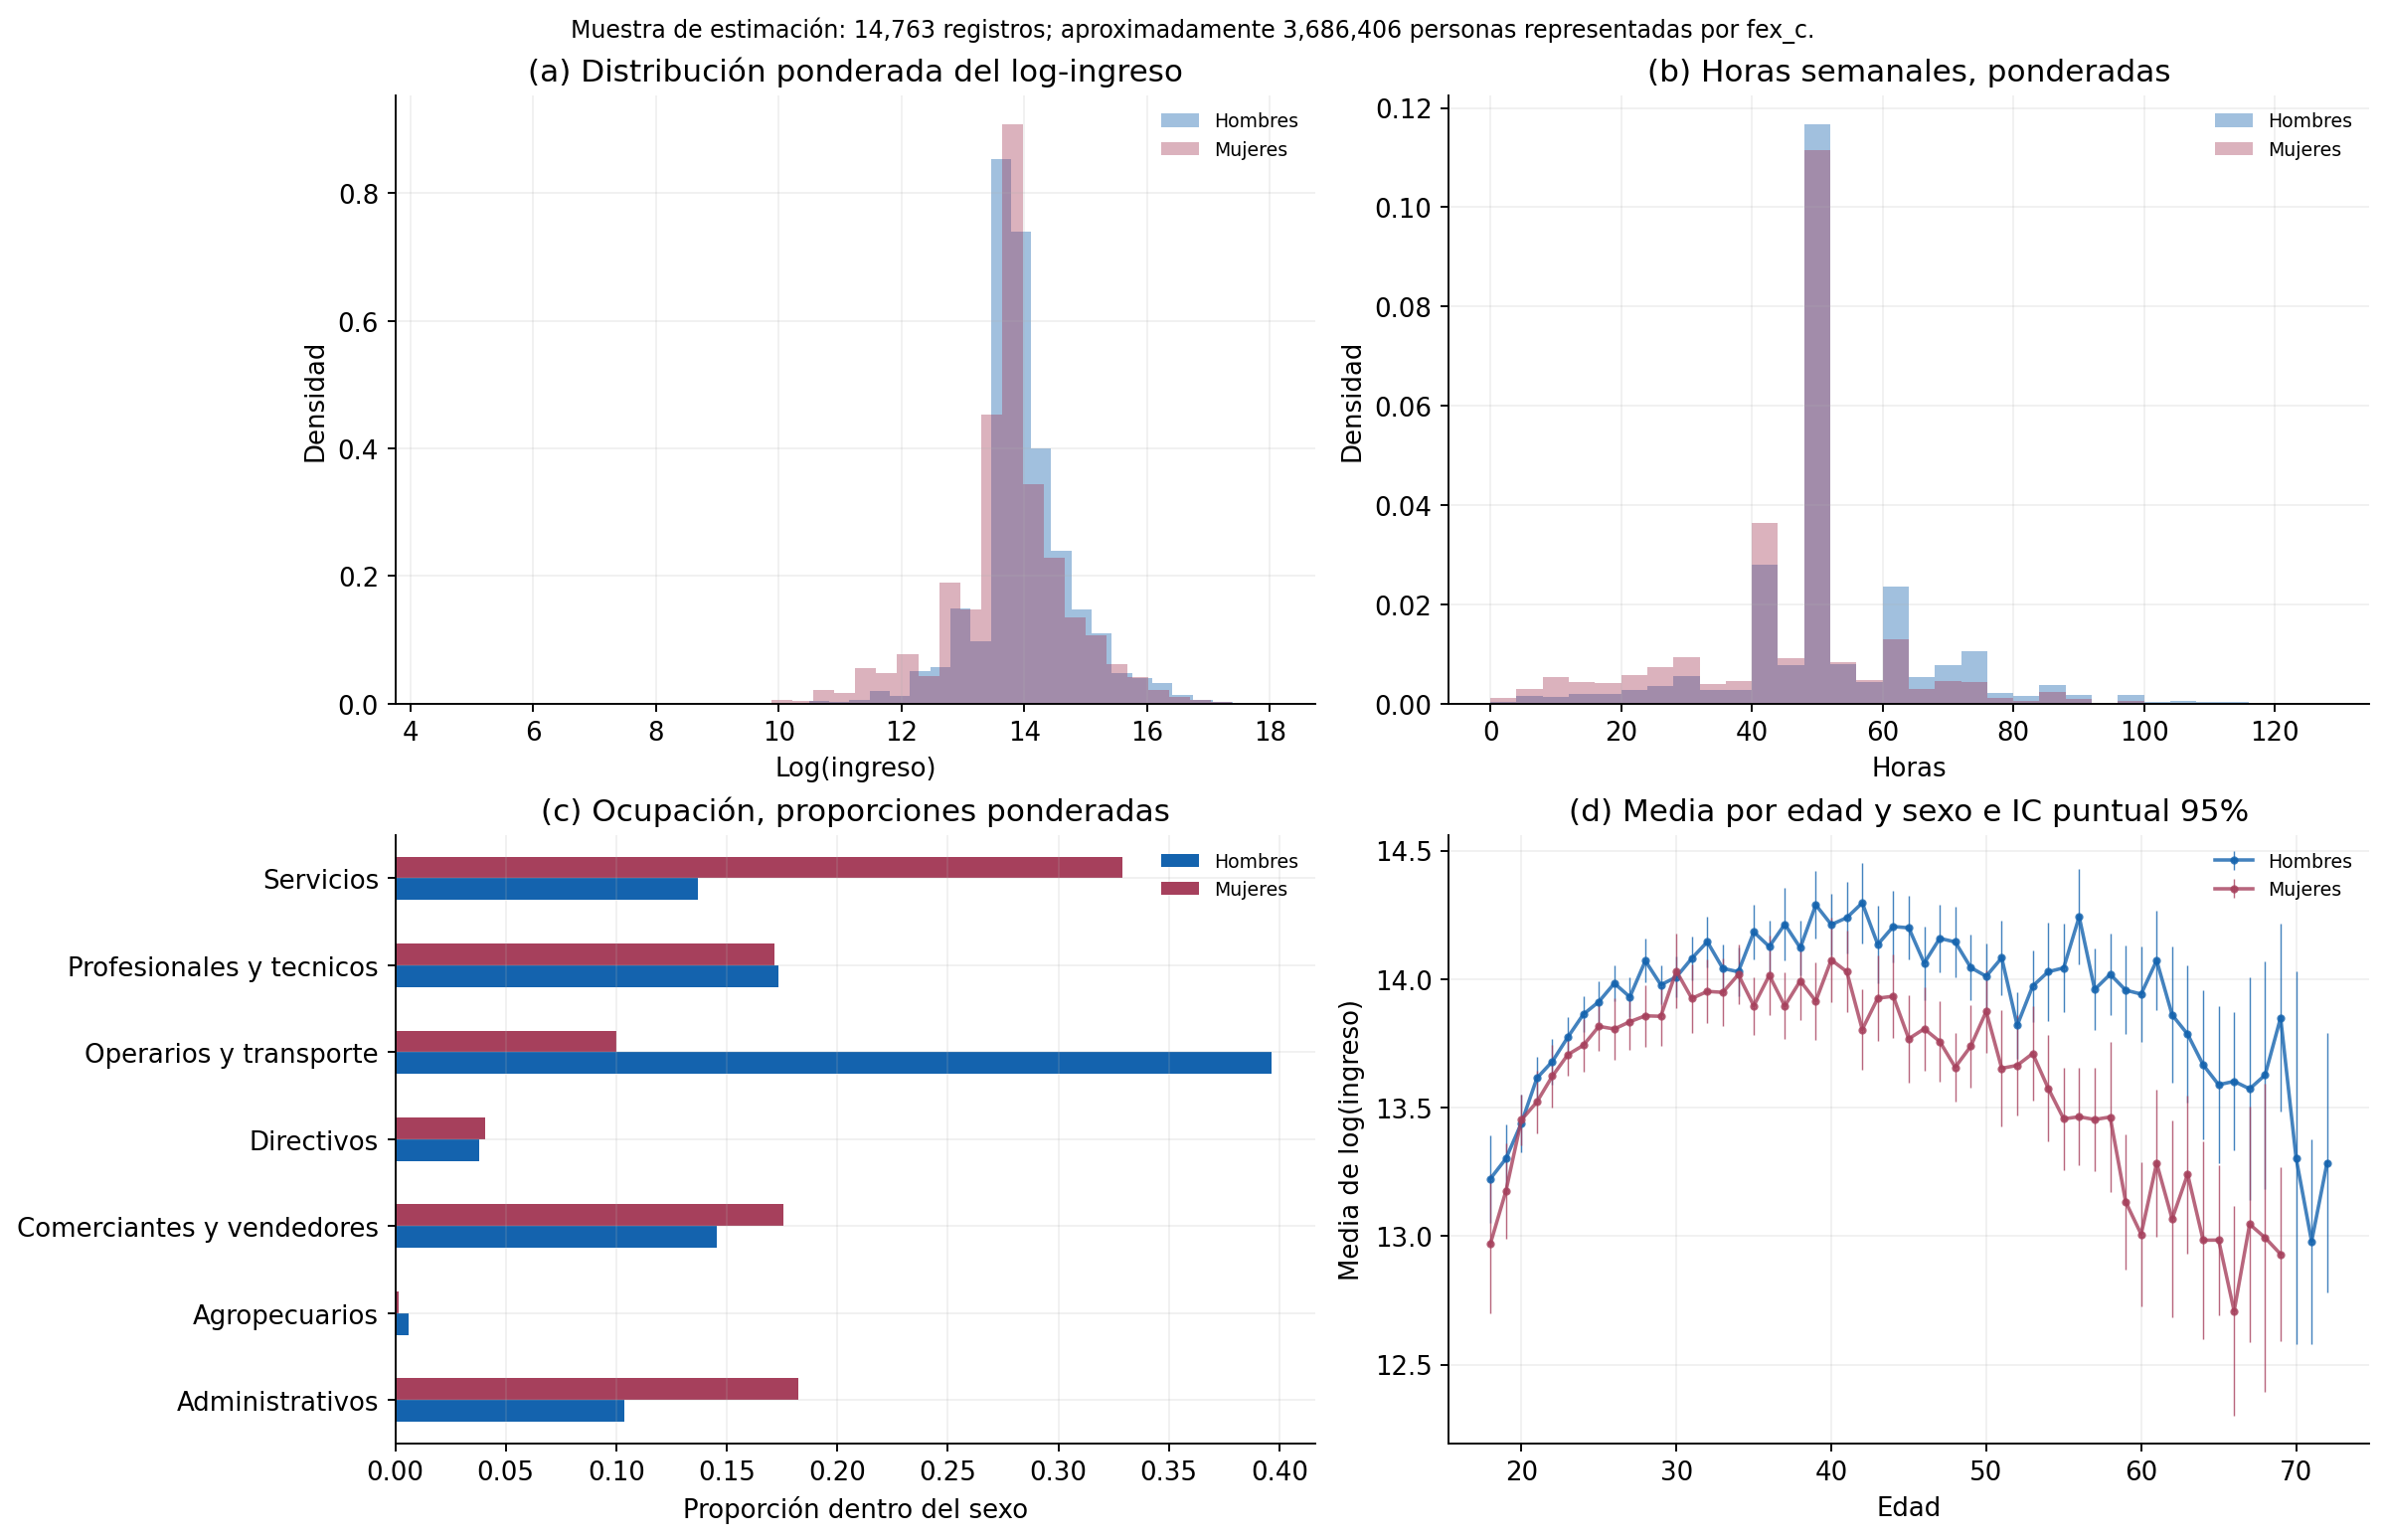 Muestra de estimación: 14,763 registros; aproximadamente 3,686,406 personas representadas por fex_c.
(a) Distribución ponderada del log-ingreso
Hombres
Mujeres
Densidad
0.8
0.6
0.4
0.2
0.0
4 6 8 10 12 14 16 18
Log(ingreso)
(b) Horas semanales, ponderadas
Hombres
Mujeres
Densidad
0.12
0.10
0.08
0.06
0.04
0.02
0.00
0 20 40 60 80 100 120
Horas
(c) Ocupación, proporciones ponderadas
Hombres
Mujeres
Servicios
Profesionales y tecnicos
Operarios y transporte
Directivos
Comerciantes y vendedores
Agropecuarios
Administrativos
0.00 0.05 0.10 0.15 0.20 0.25 0.30 0.35 0.40
Proporción dentro del sexo
(d) Media por edad y sexo e IC puntual 95%
Hombres
Mujeres
Media de log(ingreso)
14.5
14.0
13.5
13.0
12.5
20 30 40 50 60 70
Edad